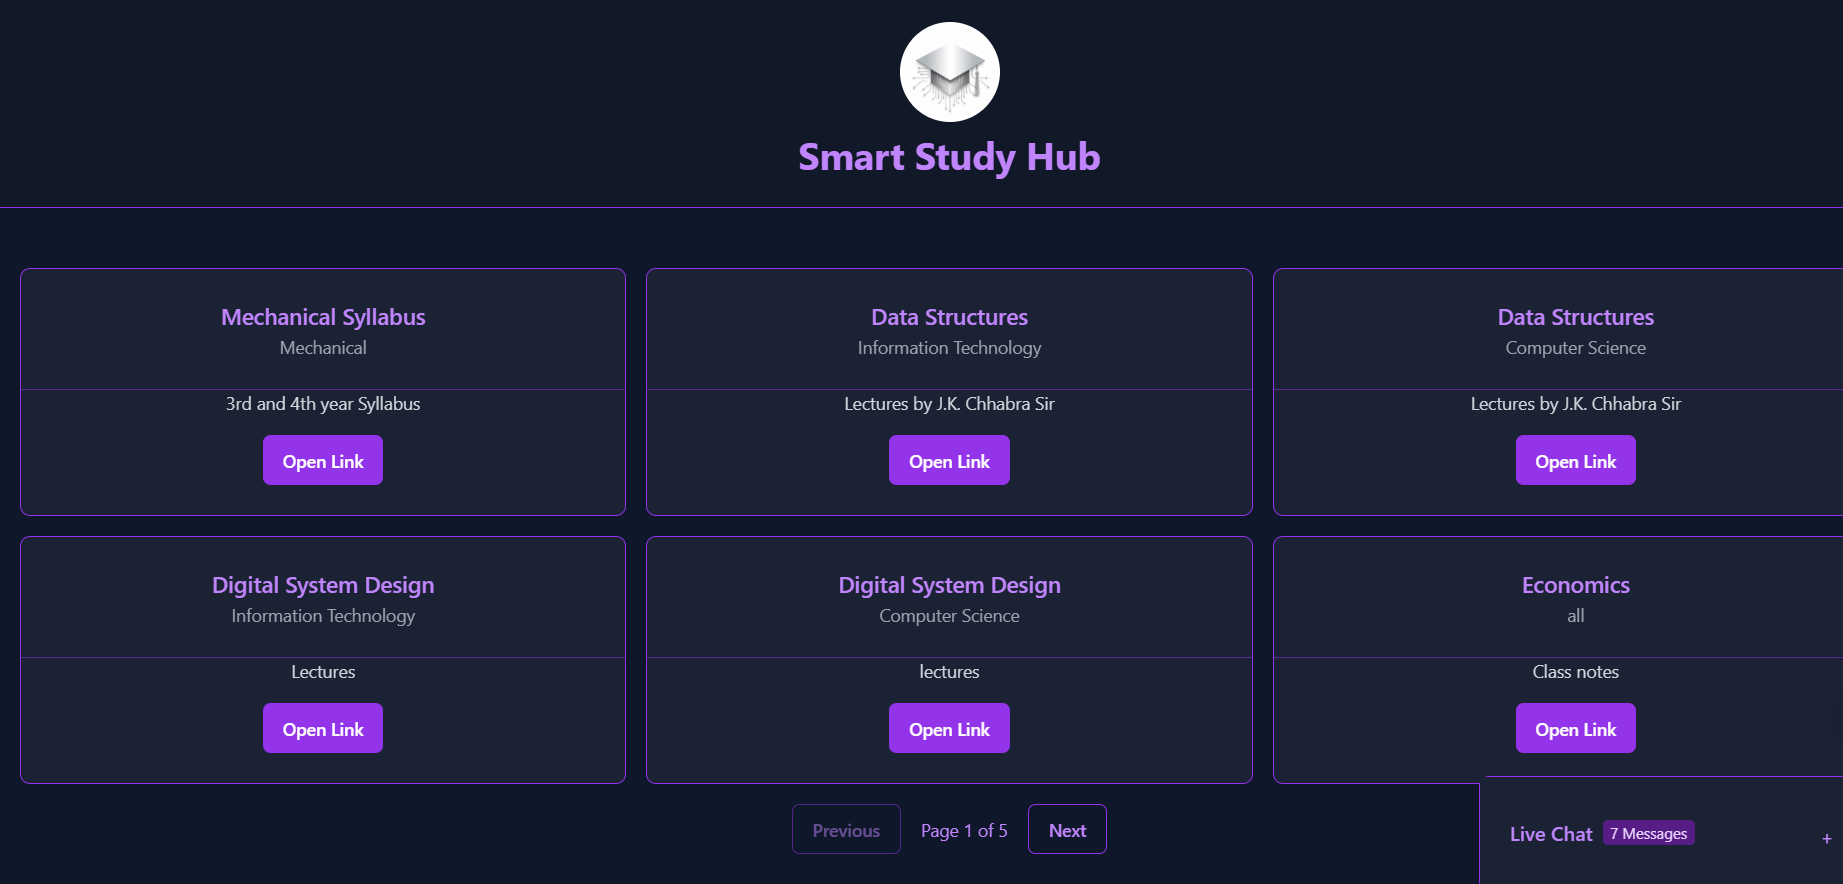 Smart Study Hub
Mechanical Syllabus
Mechanical
3rd and 4th year Syllabus
Open Link
Data Structures
Information Technology
Lectures by J.K. Chhabra Sir
Open Link
Data Structures
Computer Science
Lectures by J.K. Chhabra Sir
Open Link
Digital System Design
Information Technology
Lectures
Open Link
Digital System Design
Computer Science
lectures
Open Link
Economics
all
Class notes
Open Link
Previous Page 1 of 5 Next
Live Chat 7 Messages +